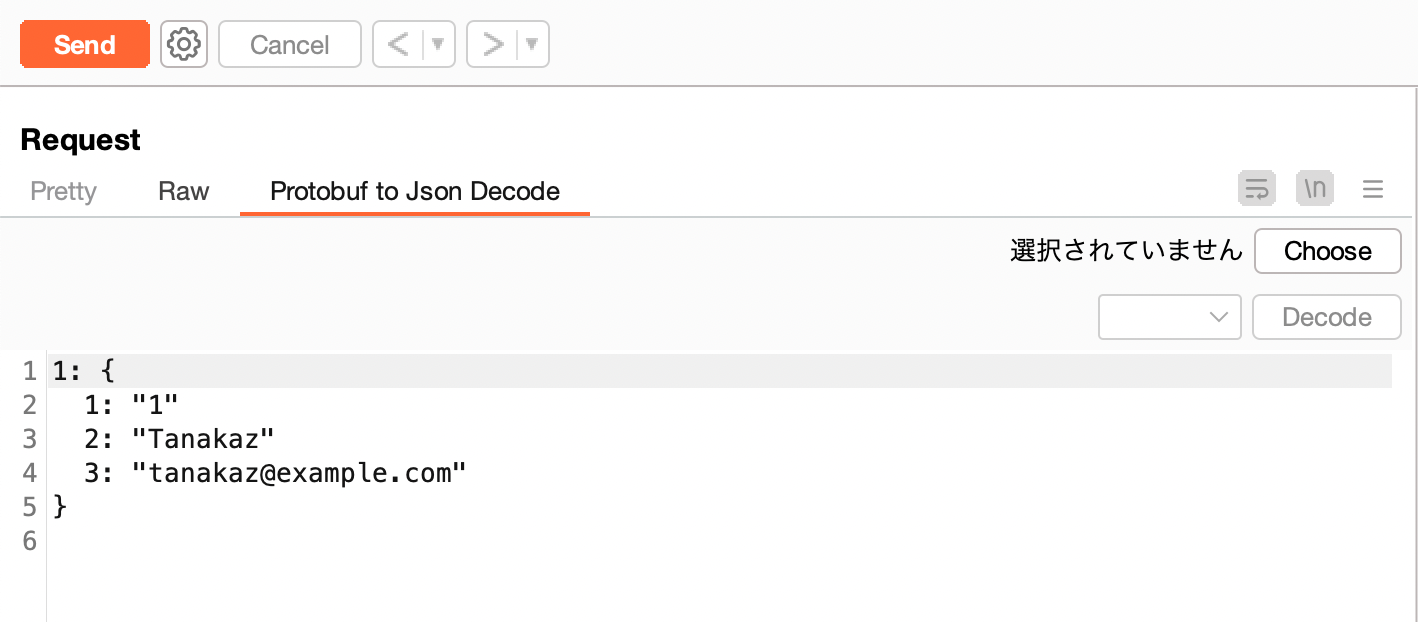 Send Cancel < ▼ > ▼
Request
Pretty Raw Protobuf to Json Decode \n
選択されていません Choose
Decode
1 1: {
2   1: "1"
3   2: "Tanakaz"
4   3: "tanakaz@example.com"
5 }
6